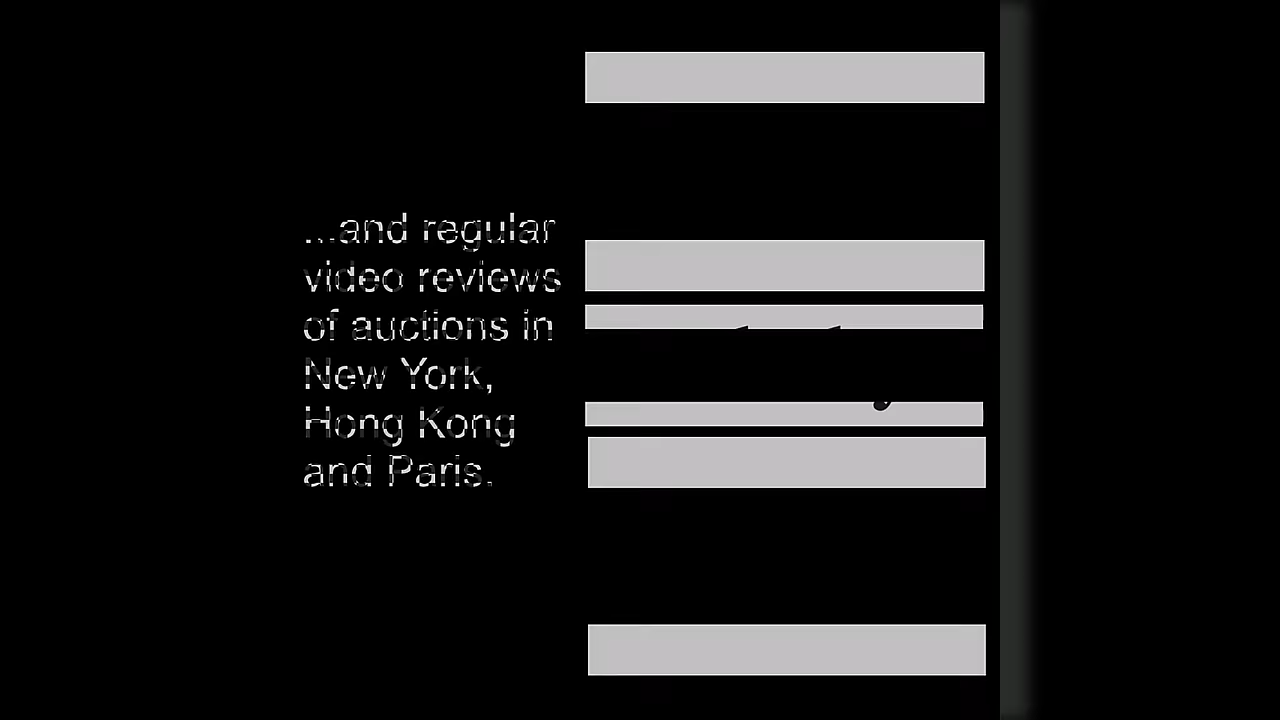 ...and regular
video reviews
of auctions in
New York,
Hong Kong
and Paris.